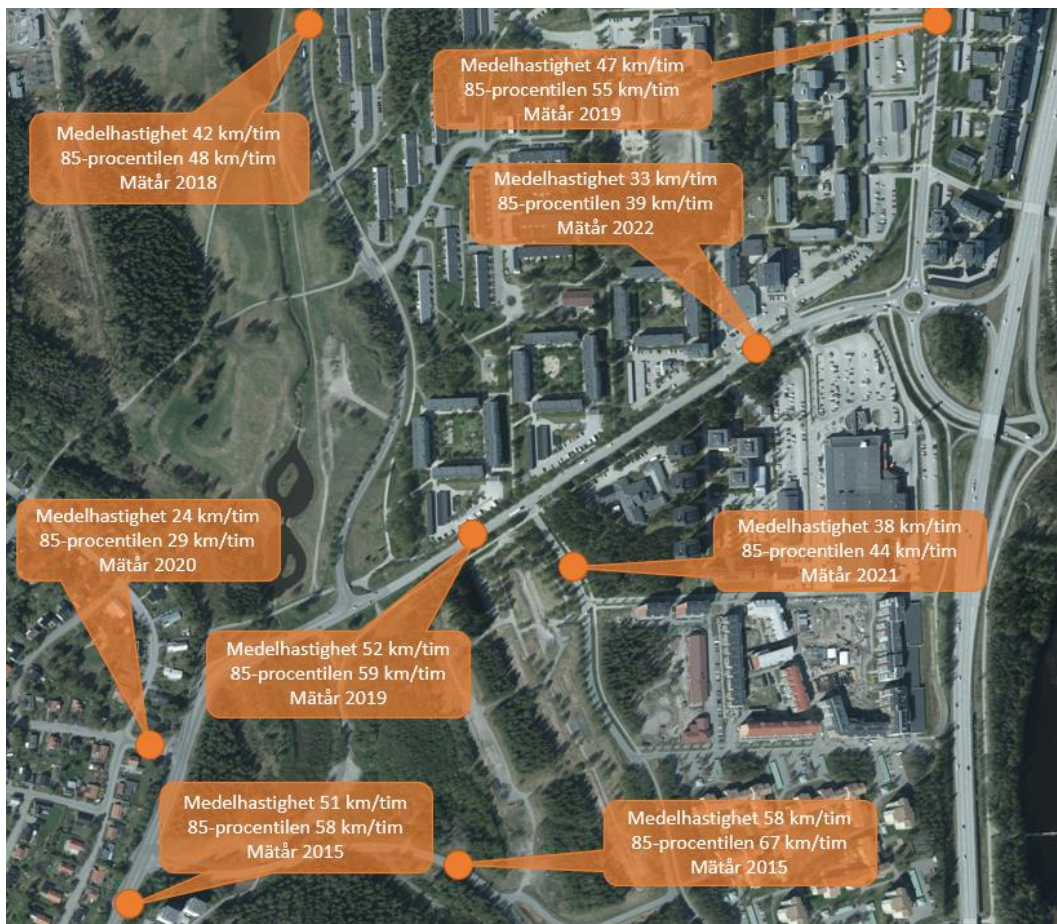 Medelhastighet 47 km/tim
85-procentilen 55 km/tim
Mätår 2019
Medelhastighet 42 km/tim
85-procentilen 48 km/tim
Mätår 2018
Medelhastighet 33 km/tim
85-procentilen 39 km/tim
Mätår 2022
Medelhastighet 24 km/tim
85-procentilen 29 km/tim
Mätår 2020
Medelhastighet 38 km/tim
85-procentilen 44 km/tim
Mätår 2021
Medelhastighet 52 km/tim
85-procentilen 59 km/tim
Mätår 2019
Medelhastighet 51 km/tim
85-procentilen 58 km/tim
Mätår 2015
Medelhastighet 58 km/tim
85-procentilen 67 km/tim
Mätår 2015